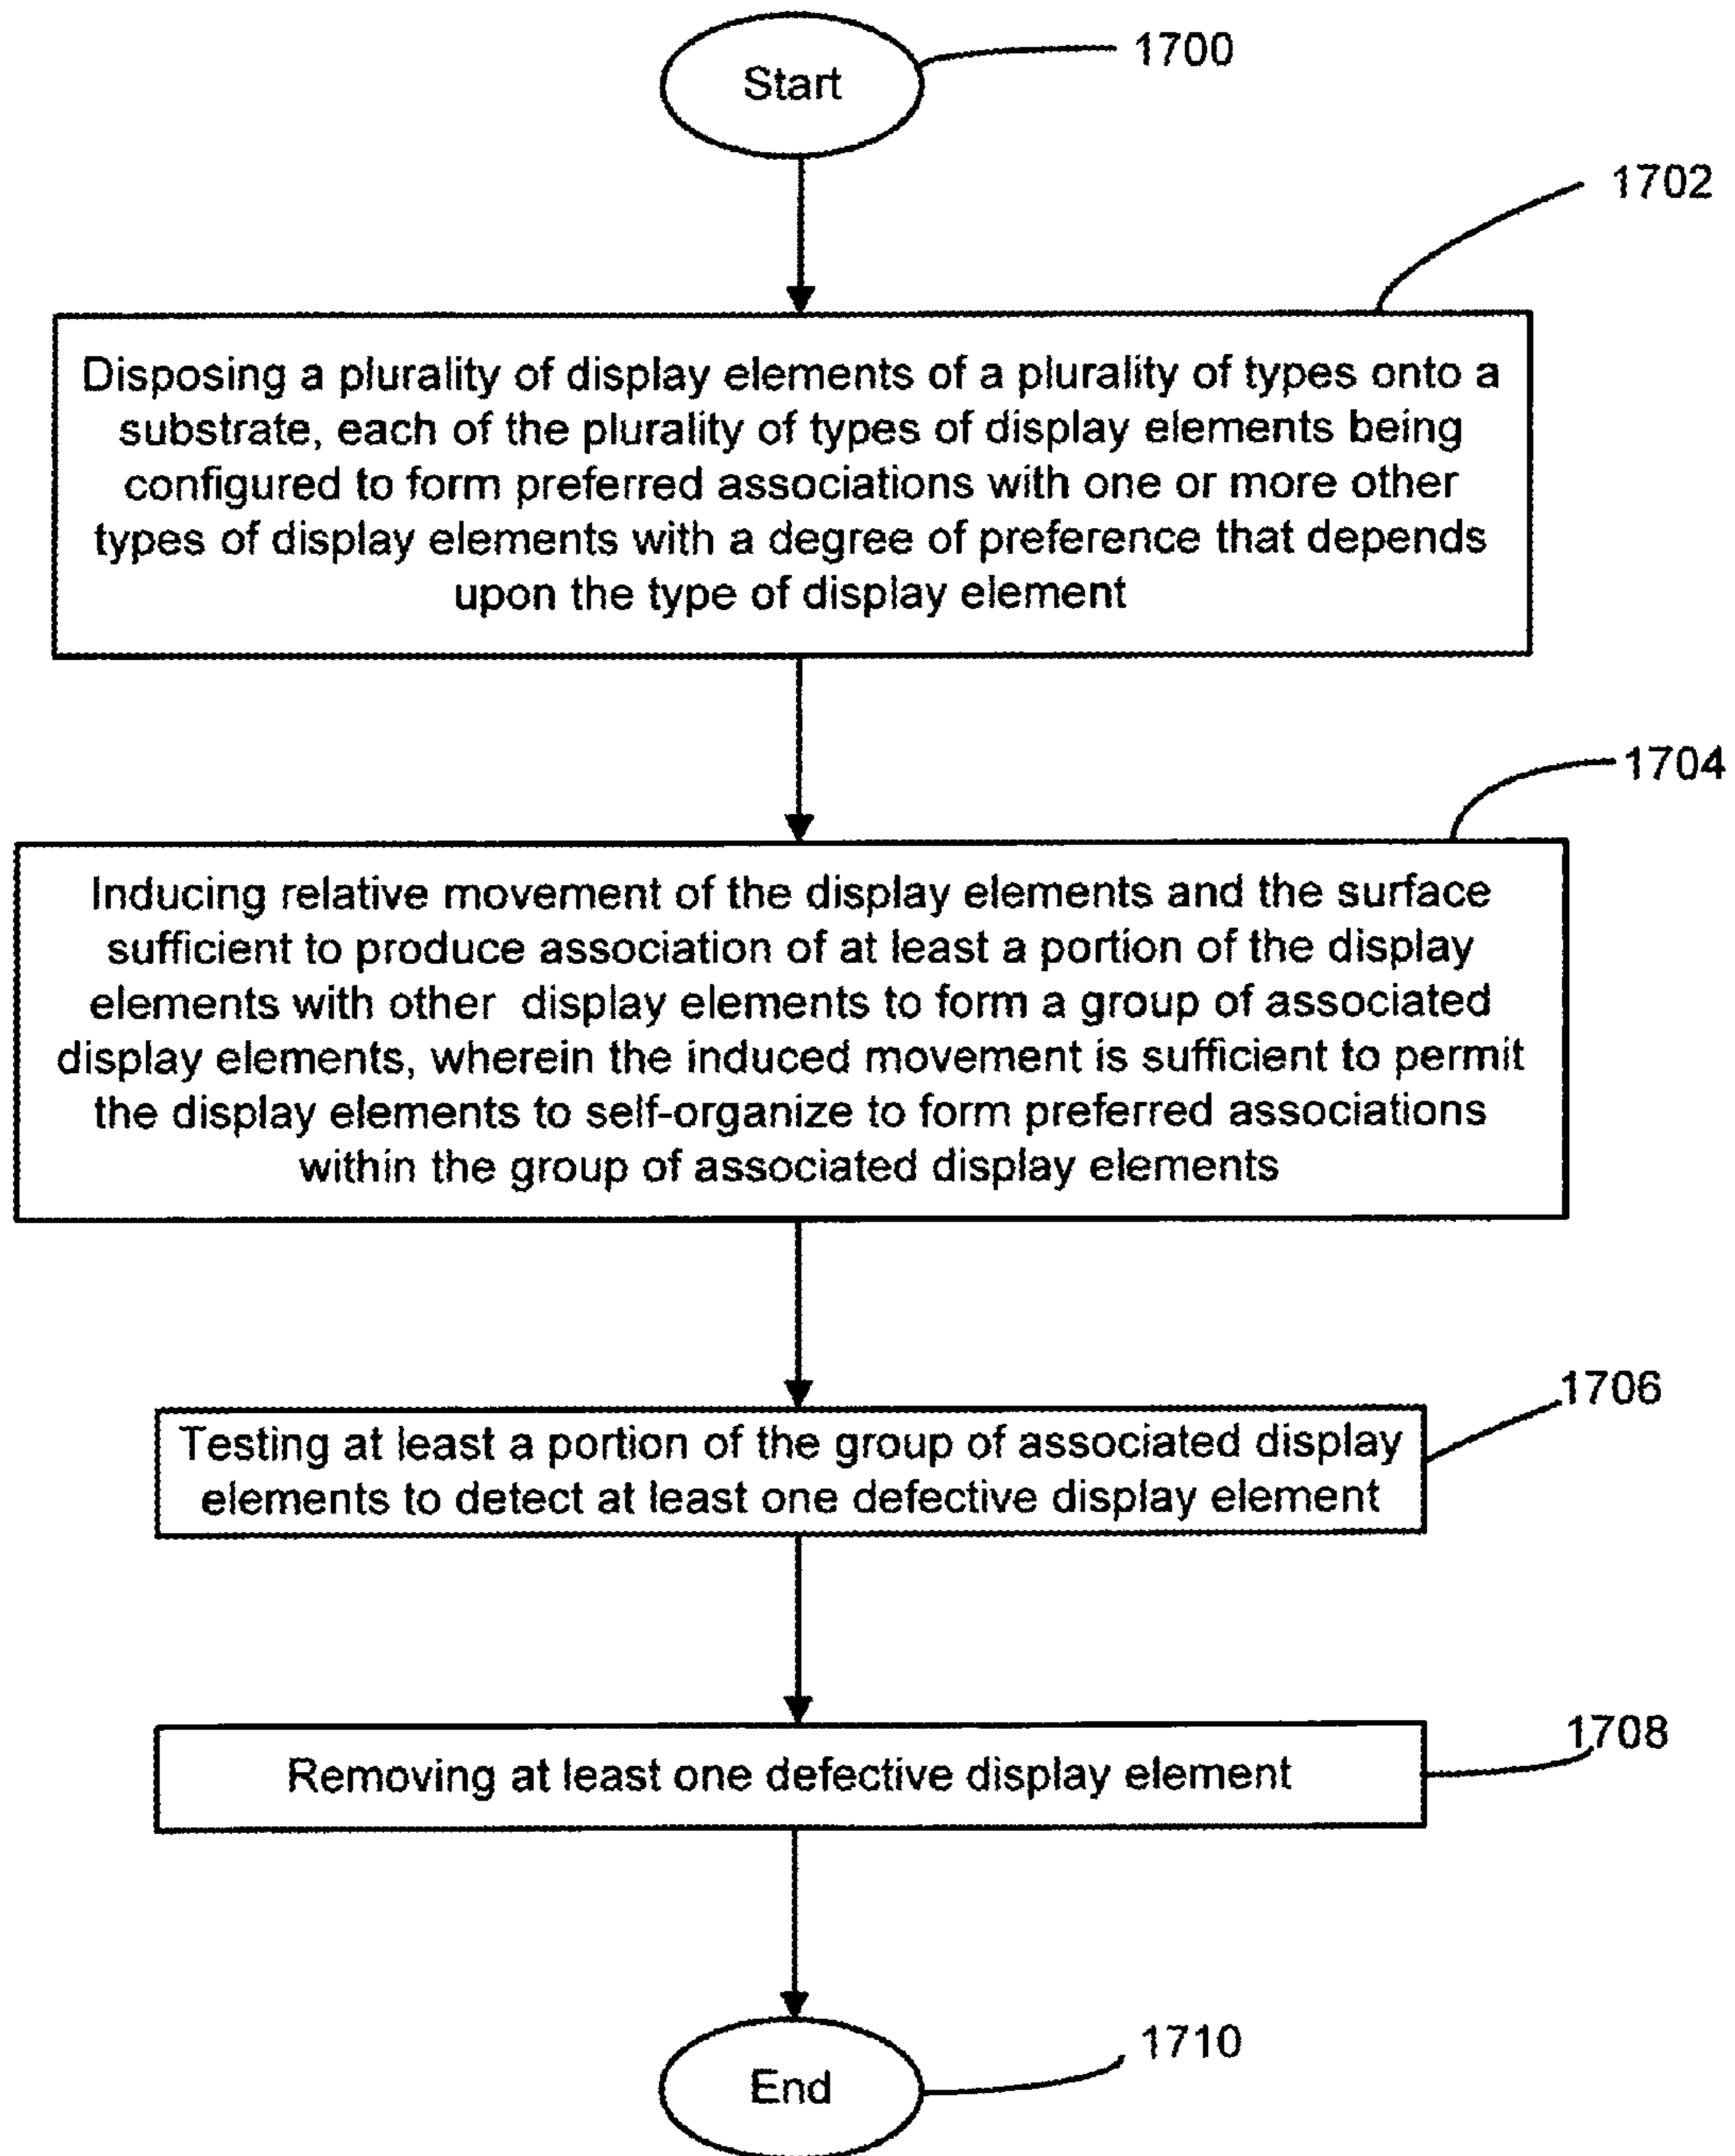 Start
1700
1702
Disposing a plurality of display elements of a plurality of types onto a
substrate, each of the plurality of types of display elements being
configured to form preferred associations with one or more other
types of display elements with a degree of preference that depends
upon the type of display element
1704
Inducing relative movement of the display elements and the surface
sufficient to produce association of at least a portion of the display
elements with other display elements to form a group of associated
display elements, wherein the induced movement is sufficient to permit
the display elements to self-organize to form preferred associations
within the group of associated display elements
1706
Testing at least a portion of the group of associated display
elements to detect at least one defective display element
1708
Removing at least one defective display element
1710
End